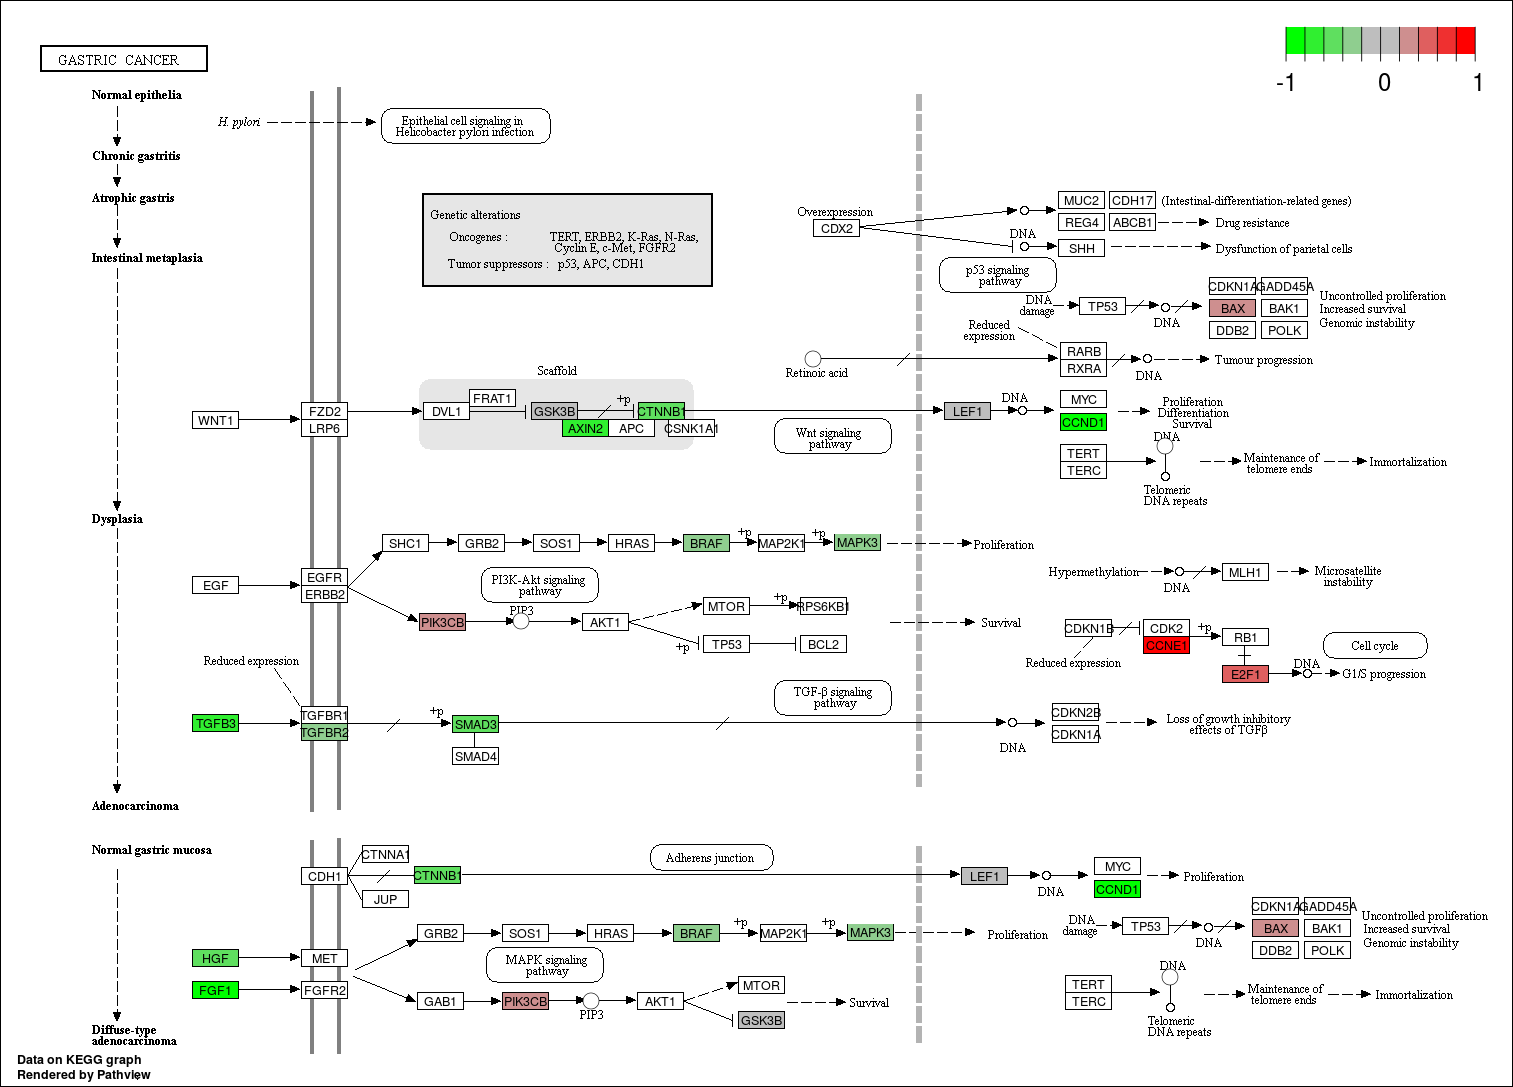 GASTRIC CANCER
-1 0 1
Normal epithelia
H. pylori
Epithelial cell signaling in
Helicobacter pylori infection
Chronic gastritis
Atrophic gastris
Intestinal metaplasia
Genetic alterations
Oncogenes : TERT, ERBB2, K-Ras, N-Ras,
Cyclin E, c-Met, FGFR2
Tumor suppressors : p53, APC, CDH1
Overexpression
CDX2
MUC2 CDH17 (Intestinal-differentiation-related genes)
REG4 ABCB1 Drug resistance
DNA
SHH Dysfunction of parietal cells
p53 signaling
pathway
DNA
damage
TP53
DNA
CDKN1A GADD45A
BAX BAK1
DDB2 POLK
Uncontrolled proliferation
Increased survival
Genomic instability
Reduced
expression
Retinoic acid
RARB
RXRA
DNA
Tumour progression
Scaffold
WNT1
FZD2
LRP6
DVL1
FRAT1
GSK3B
+p
CTNNB1
AXIN2 APC CSNK1A1
Wnt signaling
pathway
LEF1
DNA
MYC
CCND1
Proliferation
Differentiation
Survival
TERT
TERC
DNA
Telomeric
DNA repeats
Maintenance of
telomere ends
Immortalization
Dysplasia
EGF
EGFR
ERBB2
SHC1 GRB2 SOS1 HRAS BRAF +p MAP2K1 +p MAPK3 Proliferation
PI3K-Akt signaling
pathway
PIK3CB
PIP3
AKT1
MTOR +p RPS6KB1
+p TP53 BCL2
Survival
Hypermethylation
DNA
MLH1
Microsatellite
instability
CDKN1B
Reduced expression
CDK2
CCNE1
+p
RB1
E2F1
DNA
Cell cycle
G1/S progression
Reduced expression
TGFB3
TGFBR1
TGFBR2
+p
SMAD3
SMAD4
TGF-β signaling
pathway
DNA
CDKN2B
CDKN1A
Loss of growth inhibitory
effects of TGFβ
Adenocarcinoma
Normal gastric mucosa
CDH1
CTNNA1
CTNNB1
JUP
Adherens junction
LEF1
DNA
MYC
CCND1
Proliferation
HGF
MET
FGF1
FGFR2
GRB2 SOS1 HRAS BRAF +p MAP2K1 +p MAPK3 Proliferation
MAPK signaling
pathway
GAB1 PIK3CB
PIP3
AKT1
MTOR
GSK3B
Survival
DNA
damage
TP53
DNA
CDKN1A GADD45A
BAX BAK1
DDB2 POLK
Uncontrolled proliferation
Increased survival
Genomic instability
TERT
TERC
DNA
Telomeric
DNA repeats
Maintenance of
telomere ends
Immortalization
Diffuse-type
adenocarcinoma
Data on KEGG graph
Rendered by Pathview